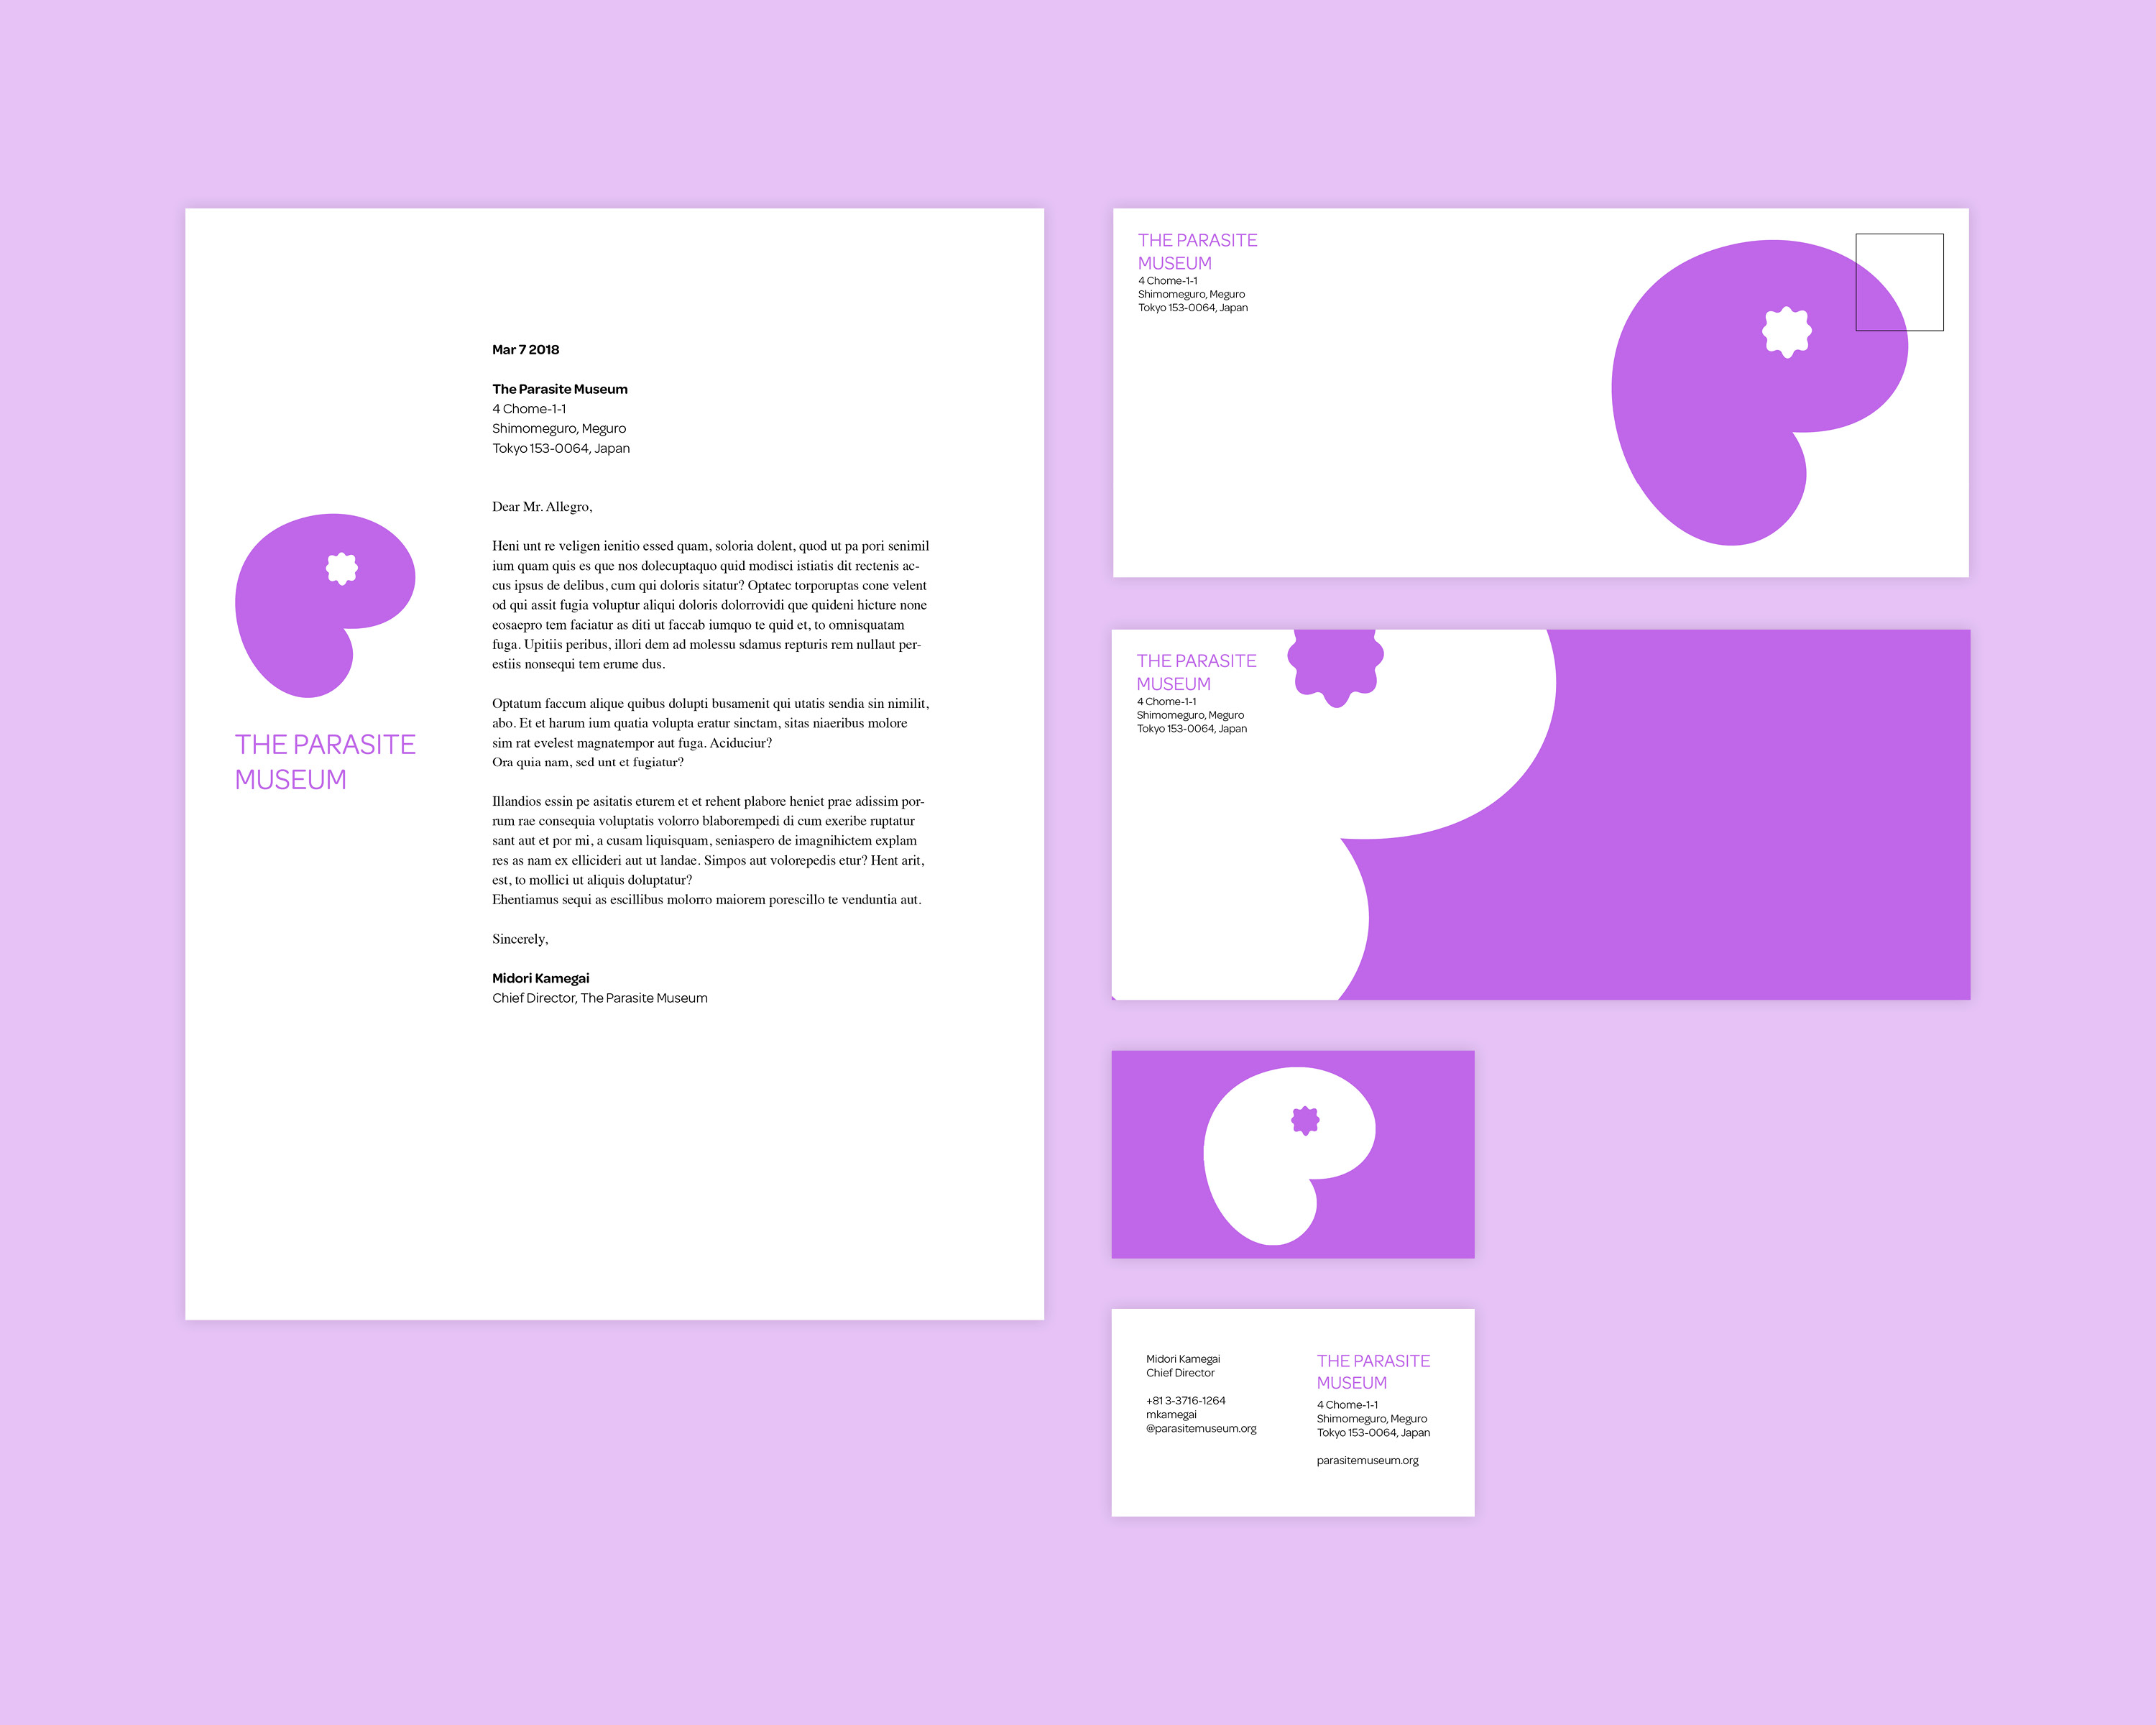 Mar 7 2018
The Parasite Museum
4 Chome-1-1
Shimomeguro, Meguro
Tokyo 153-0064, Japan
Dear Mr. Allegro,
Heni unt re veligen ienitio essed quam, soloria dolent, quod ut pa pori senimil
ium quam quis es que nos dolecuptaquo quid modisci istiatis dit rectenis ac-
cus ipsus de delibus, cum qui doloris sitatur? Optatec torporuptas cone velent
od qui assit fugia voluptur aliqui doloris dolorrovidi que quideni hicture none
eosaepro tem faciatur as diti ut faccab iumquo te quid et, to omnisquatam
fuga. Upitiis peribus, illori dem ad molessu sdamus repturis rem nullaut per-
estiis nonsequi tem erume dus.
Optatum faccum alique quibus dolupti busamenit qui utatis sendia sin nimilit,
abo. Et et harum ium quatia volupta eratur sinctam, sitas niaeribus molore
sim rat evelest magnatempor aut fuga. Aciduciur?
Ora quia nam, sed unt et fugiatur?
Illandios essin pe asitatis eturem et et rehent plabore heniet prae adissim por-
rum rae consequia voluptatis volorro blaborempedi di cum exeribe ruptatur
sant aut et por mi, a cusam liquisquam, seniaspero de imagnihictem explam
res as nam ex ellicideri aut ut landae. Simpos aut volorepedis etur? Hent arit,
est, to mollici ut aliquis doluptatur?
Ehentiamus sequi as escillibus molorro maiorem porescillo te venduntia aut.
Sincerely,
Midori Kamegai
Chief Director, The Parasite Museum
THE PARASITE
MUSEUM
THE PARASITE
MUSEUM
4 Chome-1-1
Shimomeguro, Meguro
Tokyo 153-0064, Japan
THE PARASITE
MUSEUM
4 Chome-1-1
Shimomeguro, Meguro
Tokyo 153-0064, Japan
Midori Kamegai
Chief Director
+81 3-3716-1264
mkamegai
@parasitemuseum.org
THE PARASITE
MUSEUM
4 Chome-1-1
Shimomeguro, Meguro
Tokyo 153-0064, Japan
parasitemuseum.org